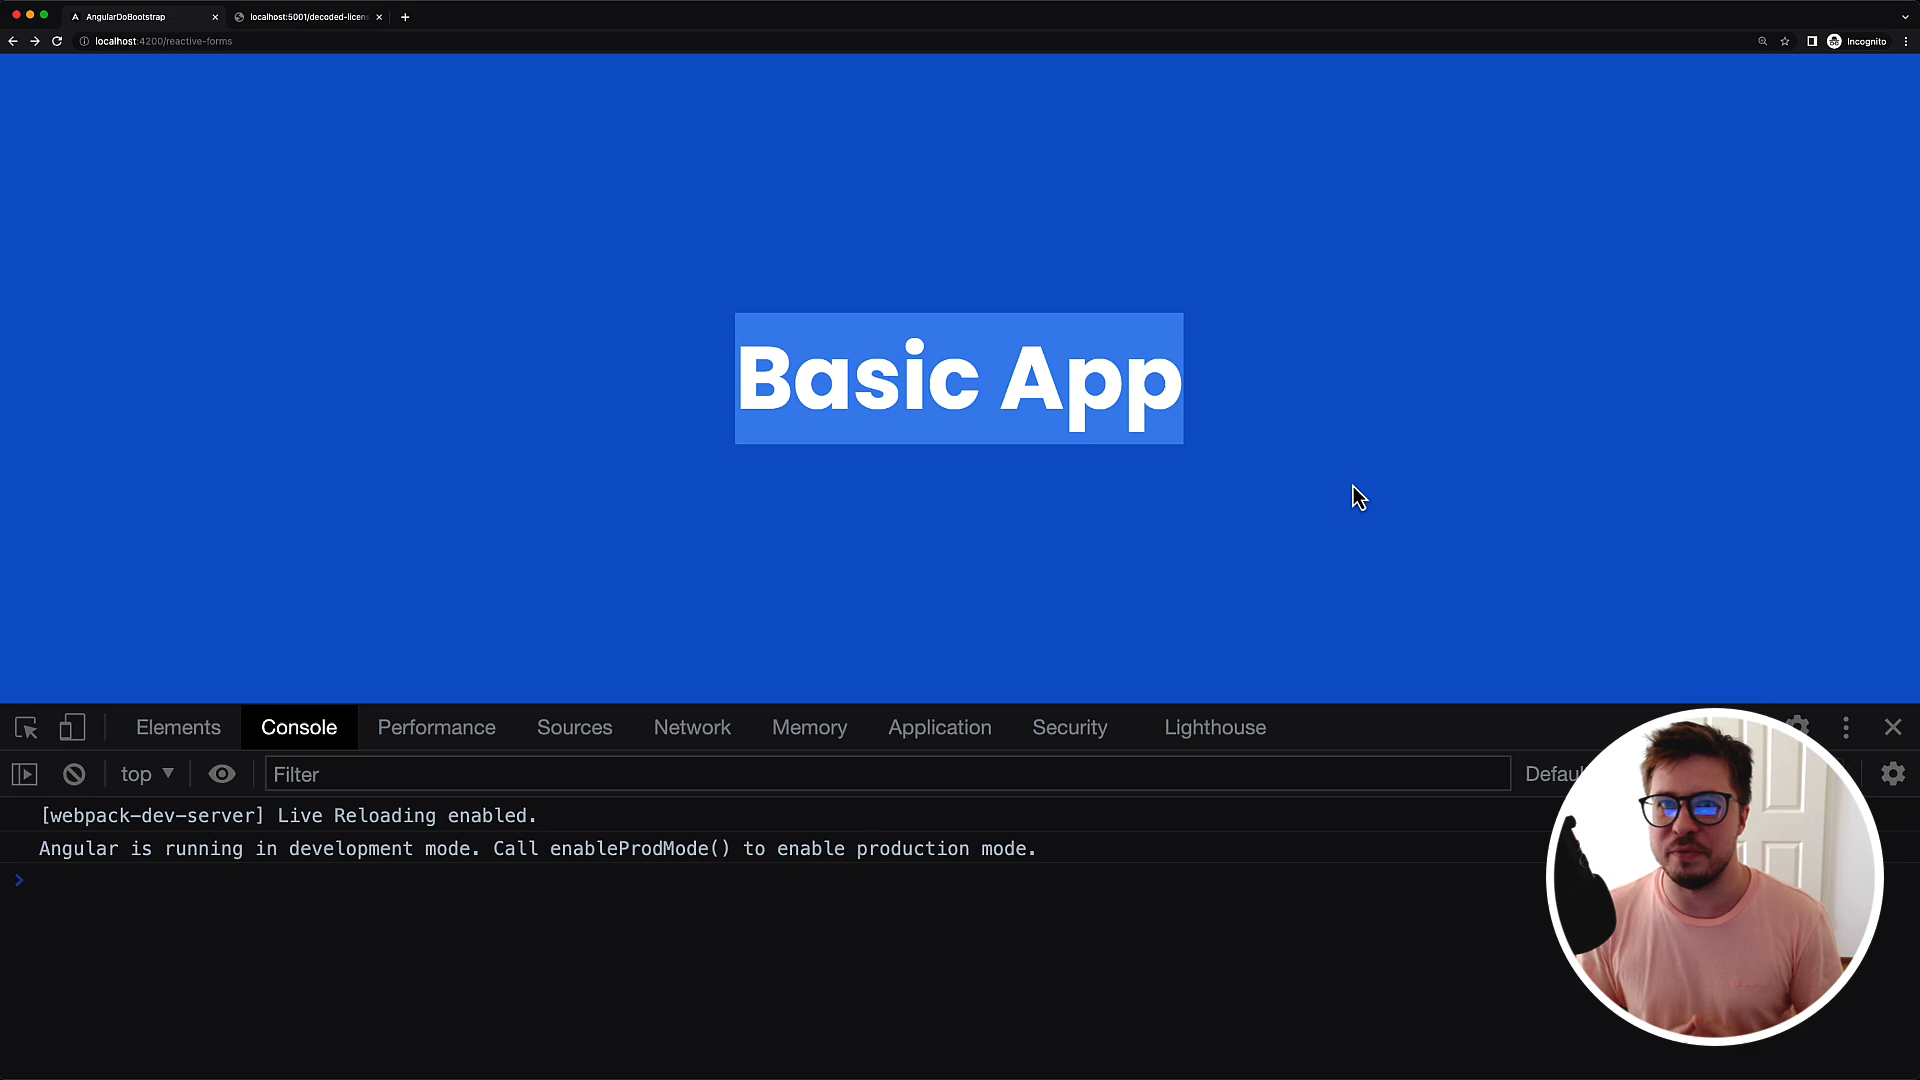 AngularDoBootstrap
localhost:5001/decoded-licens
localhost:4200/reactive-forms
Incognito
Basic App
Elements Console Performance Sources Network Memory Application Security Lighthouse
top Filter Defau
[webpack-dev-server] Live Reloading enabled.
Angular is running in development mode. Call enableProdMode() to enable production mode.